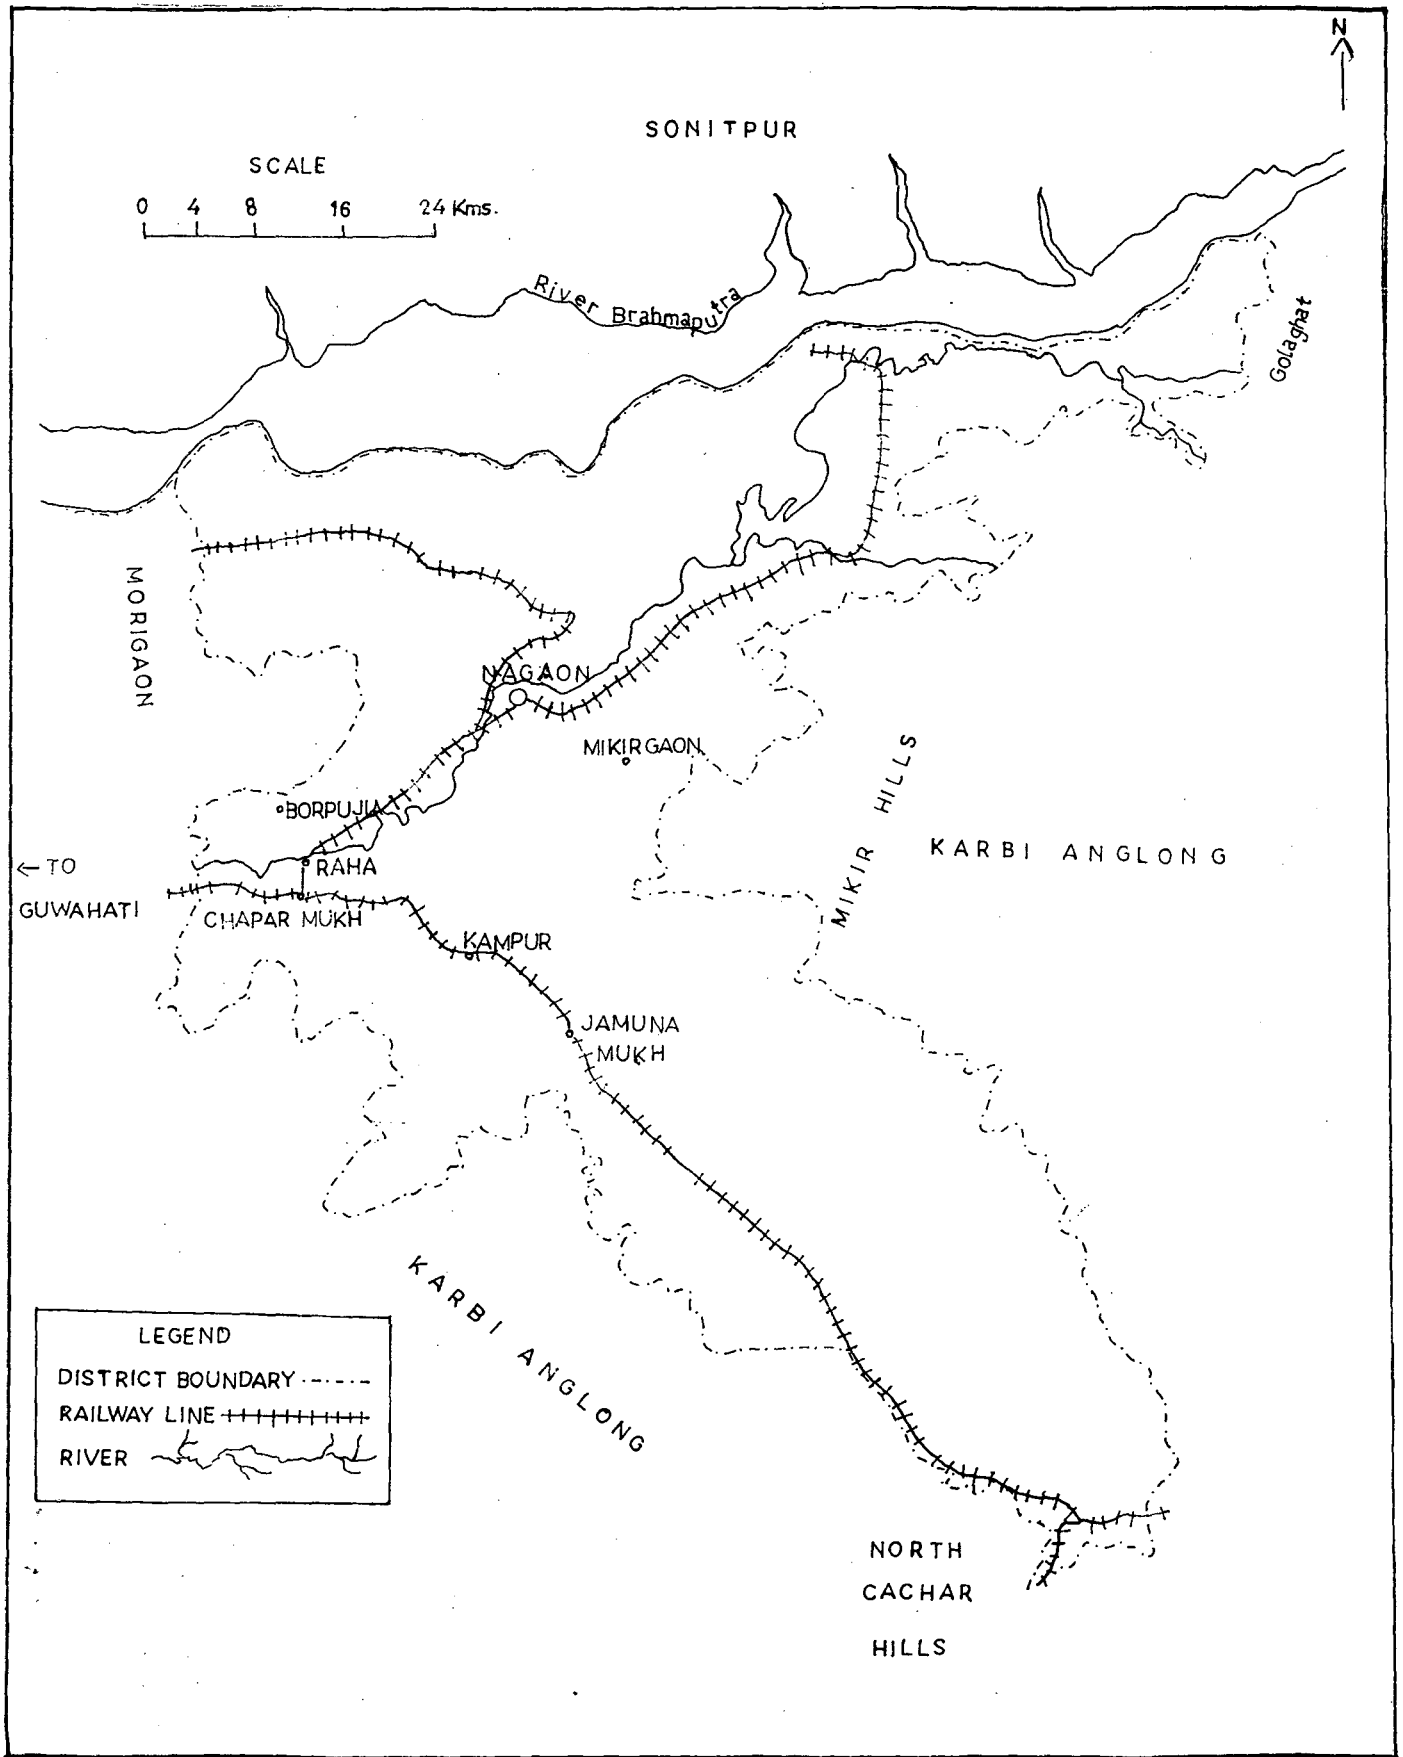 N
SONITPUR
SCALE
0 4 8 16 24 Kms.
River Brahmaputra
Golaghat
MORIGAON
NAGAON
MIKIRGAON
MIKIR HILLS
BORPUJIA
KARBI ANGLONG
← TO
GUWAHATI
RAHA
CHAPAR MUKH
KAMPUR
JAMUNA
MUKH
KARBI ANGLONG
LEGEND
DISTRICT BOUNDARY
RAILWAY LINE
RIVER
NORTH
CACHAR
HILLS